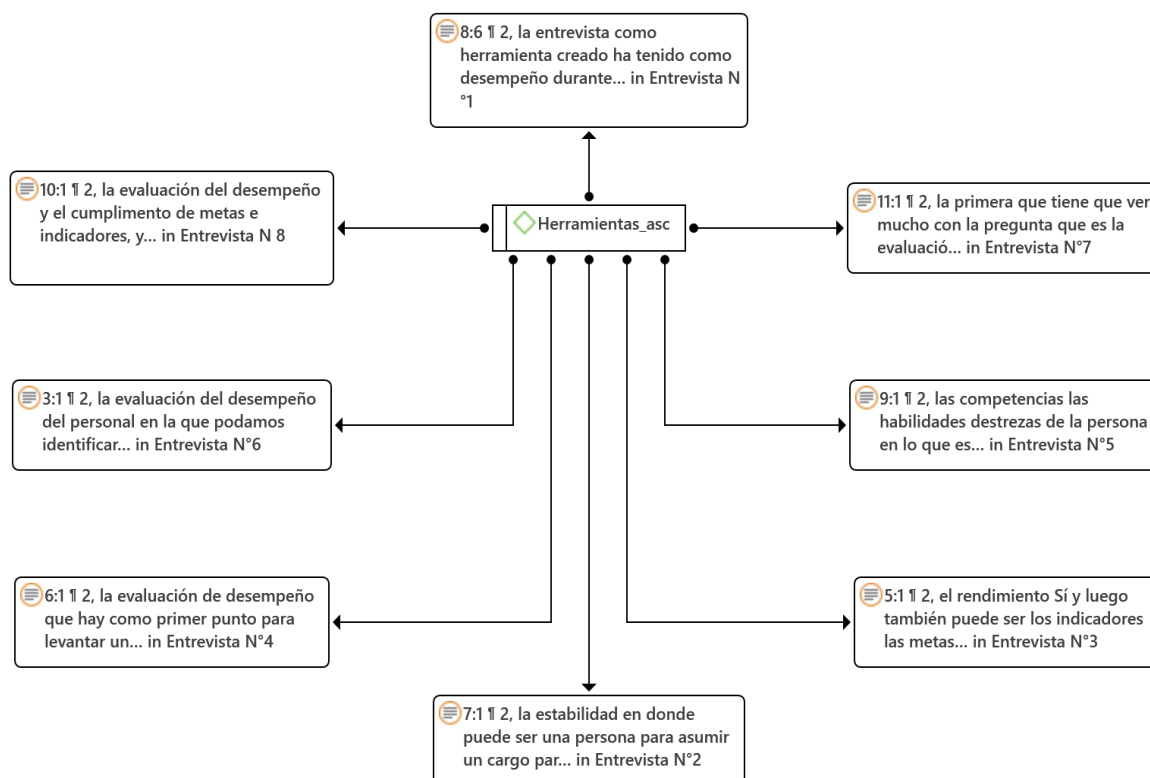 8:6 ¶ 2, la entrevista como
herramienta creado ha tenido como
desempeño durante... in Entrevista N
°1
10:1 ¶ 2, la evaluación del desempeño
y el cumplimento de metas e
indicadores, y... in Entrevista N 8
Herramientas_asc
11:1 ¶ 2, la primera que tiene que ver
mucho con la pregunta que es la
evaluació... in Entrevista N°7
3:1 ¶ 2, la evaluación del desempeño
del personal en la que podamos
identificar... in Entrevista N°6
9:1 ¶ 2, las competencias las
habilidades destrezas de la persona
en lo que es... in Entrevista N°5
6:1 ¶ 2, la evaluación de desempeño
que hay como primer punto para
levantar un... in Entrevista N°4
5:1 ¶ 2, el rendimiento Sí y luego
también puede ser los indicadores
las metas... in Entrevista N°3
7:1 ¶ 2, la estabilidad en donde
puede ser una persona para asumir
un cargo par... in Entrevista N°2